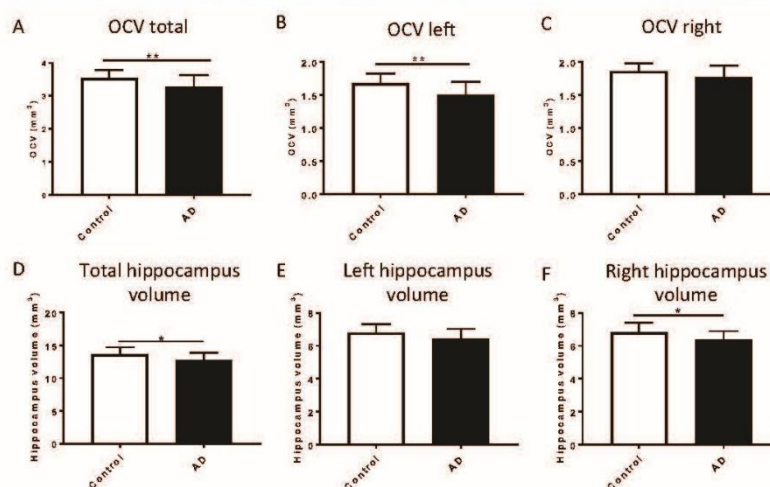 A
OCV total
OCV (mm³)
4
3
2
1
0
**
Control
AD
B
OCV left
OCV (mm³)
2.0
1.5
1.0
0.5
0.0
**
Control
AD
C
OCV right
OCV (mm³)
2.0
1.5
1.0
0.5
0.0
Control
AD
D
Total hippocampus
volume
Hippocampus volume (mm³)
20
15
10
5
0
*
Control
AD
E
Left hippocampus
volume
Hippocampus volume (mm³)
8
6
4
2
0
Control
AD
F
Right hippocampus
volume
Hippocampus volume (mm³)
8
6
4
2
0
*
Control
AD